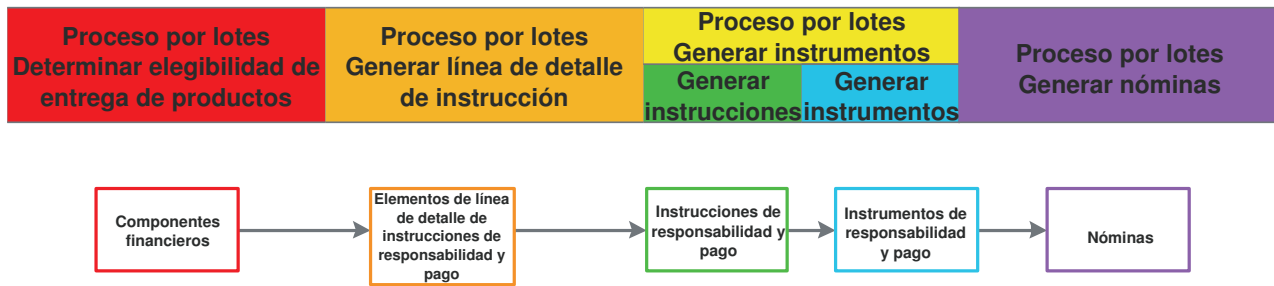 Proceso por lotes
Determinar elegibilidad de
entrega de productos
Proceso por lotes
Generar línea de detalle
de instrucción
Proceso por lotes
Generar instrumentos
Generar
instrucciones
Generar
instrumentos
Proceso por lotes
Generar nóminas
Componentes
financieros
Elementos de línea
de detalle de
instrucciones de
responsabilidad y
pago
Instrucciones de
responsabilidad y
pago
Instrumentos de
responsabilidad
y pago
Nóminas